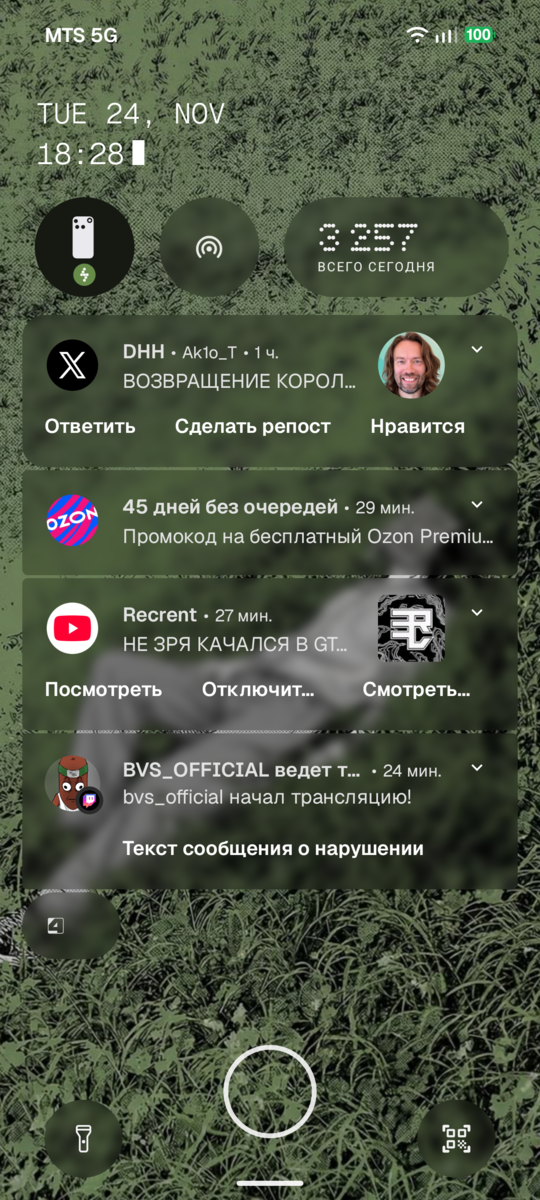 MTS 5G
100
TUE 24, NOV
18:28
3 257
ВСЕГО СЕГОДНЯ
DHH • Ak1o_T • 1 ч.
ВОЗВРАЩЕНИЕ КОРОЛ…
Ответить Сделать репост Нравится
OZON
45 дней без очередей • 29 мин.
Промокод на бесплатный Ozon Premiu…
Recrent • 27 мин.
НЕ ЗРЯ КАЧАЛСЯ В GT…
Посмотреть Отключит… Смотреть…
BVS_OFFICIAL ведет т… • 24 мин.
bvs_official начал трансляцию!
Текст сообщения о нарушении